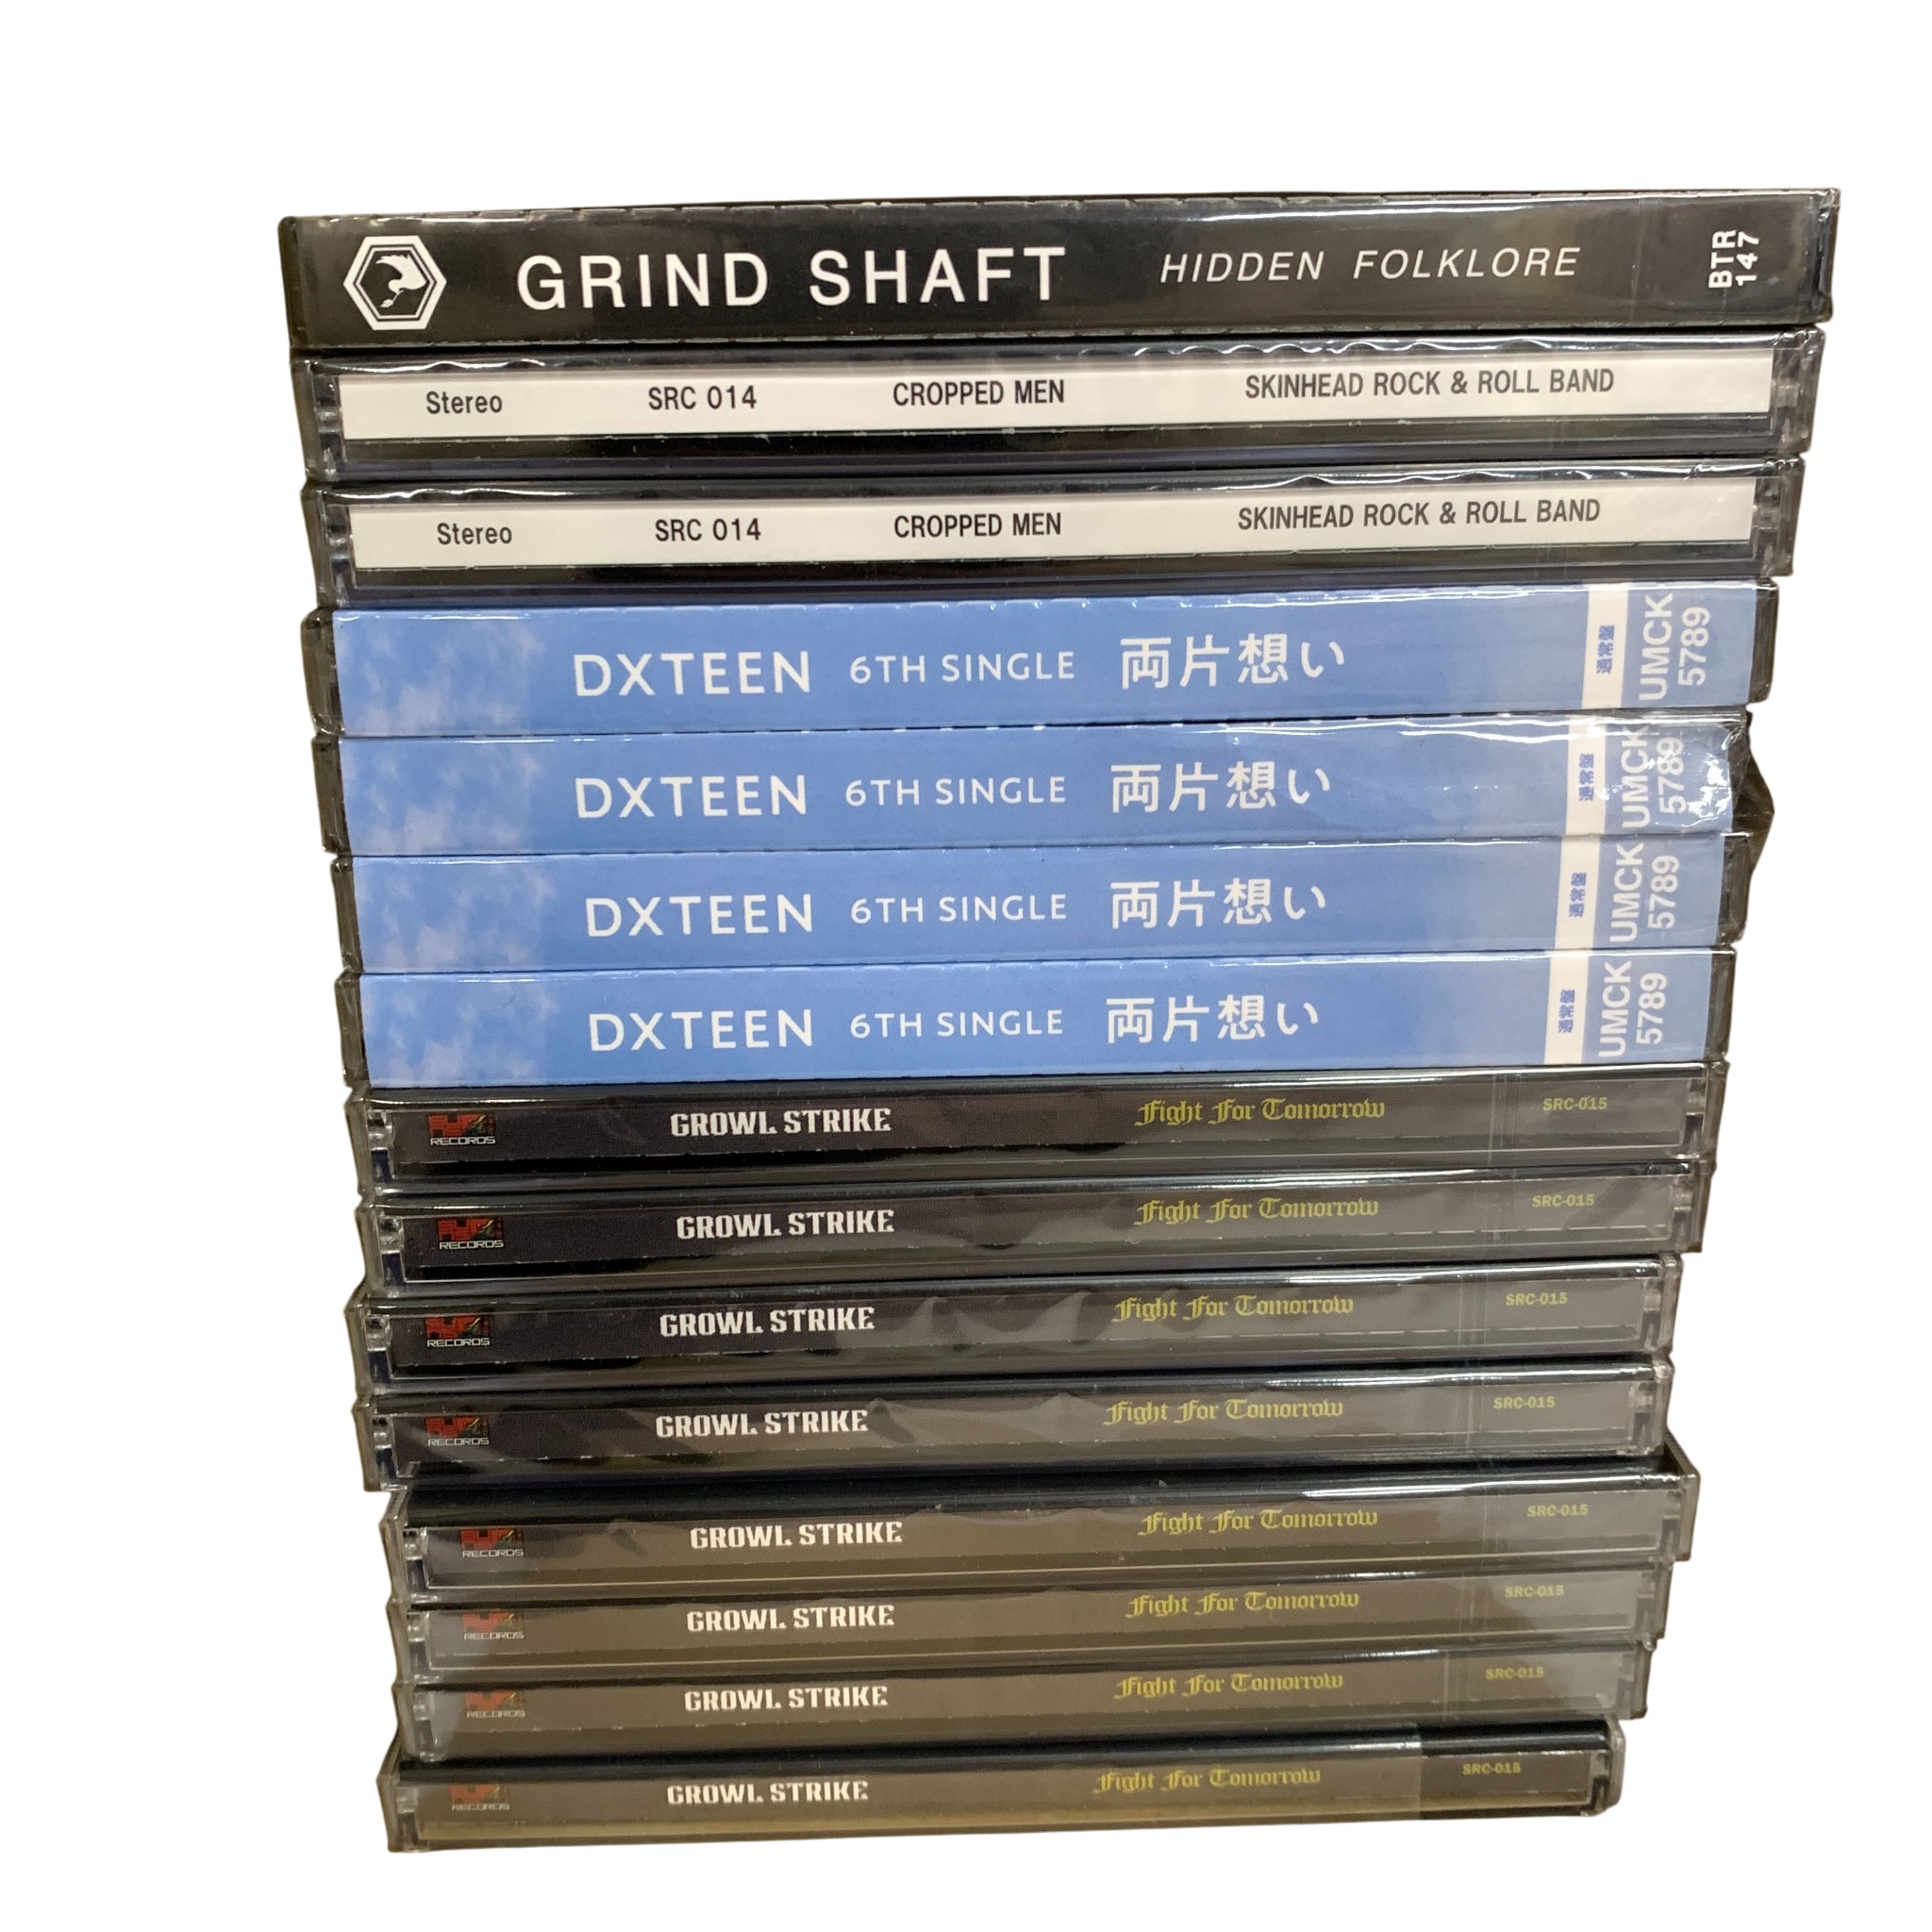 GRIND SHAFT HIDDEN FOLKLORE BTR 147
Stereo SRC 014 CROPPED MEN SKINHEAD ROCK & ROLL BAND
Stereo SRC 014 CROPPED MEN SKINHEAD ROCK & ROLL BAND
DXTEEN 6TH SINGLE 両片想い 通常盤 UMCK 5789
DXTEEN 6TH SINGLE 両片想い 通常盤 UMCK 5789
DXTEEN 6TH SINGLE 両片想い 通常盤 UMCK 5789
DXTEEN 6TH SINGLE 両片想い 通常盤 UMCK 5789
RECORDS GROWL STRIKE Fight For Tomorrow SRC-015
RECORDS GROWL STRIKE Fight For Tomorrow SRC-015
RECORDS GROWL STRIKE Fight For Tomorrow SRC-015
RECORDS GROWL STRIKE Fight For Tomorrow SRC-015
RECORDS GROWL STRIKE Fight For Tomorrow SRC-015
RECORDS GROWL STRIKE Fight For Tomorrow SRC-015
RECORDS GROWL STRIKE Fight For Tomorrow SRC-015
RECORDS GROWL STRIKE Fight For Tomorrow SRC-015